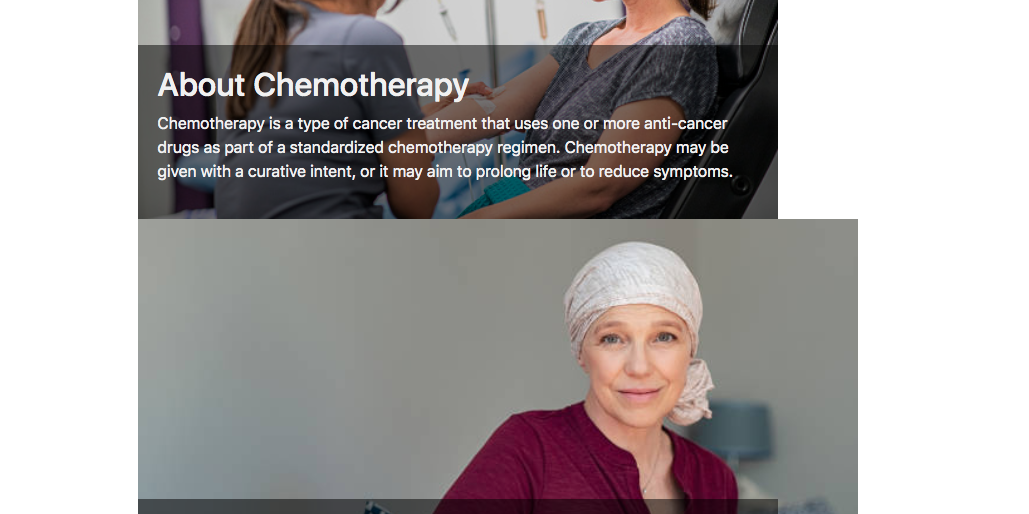 About Chemotherapy
Chemotherapy is a type of cancer treatment that uses one or more anti-cancer
drugs as part of a standardized chemotherapy regimen. Chemotherapy may be
given with a curative intent, or it may aim to prolong life or to reduce symptoms.